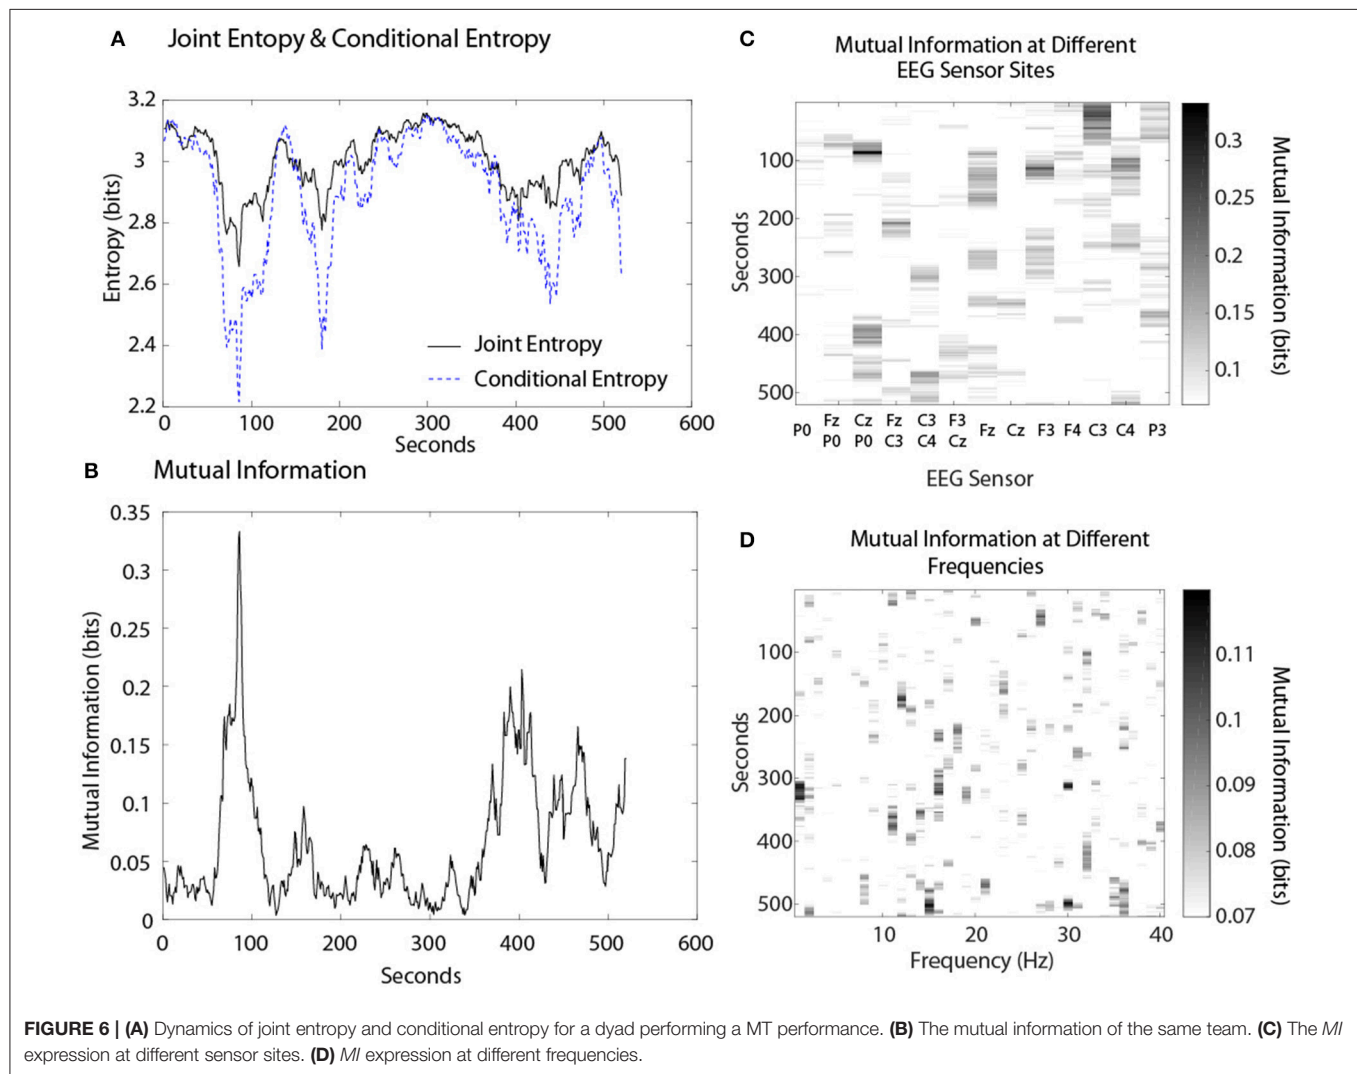 A
Joint Entopy & Conditional Entropy
3.2
3
2.8
2.6
2.4
2.2
Entropy (bits)
Joint Entropy
Conditional Entropy
0 100 200 300 400 500 600
Seconds
B
Mutual Information
0.35
0.3
0.25
0.2
0.15
0.1
0.05
0
Mutual Information (bits)
0 100 200 300 400 500 600
Seconds
C
Mutual Information at Different
EEG Sensor Sites
100
200
300
400
500
Seconds
P0 Fz P0 Cz P0 Fz C3 C3 C4 F3 Cz Fz Cz F3 F4 C3 C4 P3
EEG Sensor
0.3
0.25
0.2
0.15
0.1
Mutual Information (bits)
D
Mutual Information at Different
Frequencies
100
200
300
400
500
Seconds
10 20 30 40
Frequency (Hz)
0.11
0.1
0.09
0.08
0.07
Mutual Information (bits)
FIGURE 6 | (A) Dynamics of joint entropy and conditional entropy for a dyad performing a MT performance. (B) The mutual information of the same team. (C) The MI
expression at different sensor sites. (D) MI expression at different frequencies.